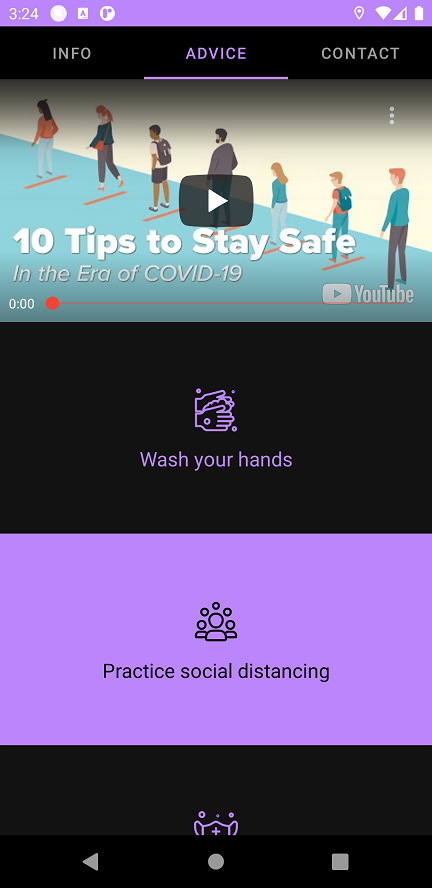 3:24
INFO ADVICE CONTACT
10 Tips to Stay Safe
In the Era of COVID-19
0:00
YouTube
Wash your hands
Practice social distancing